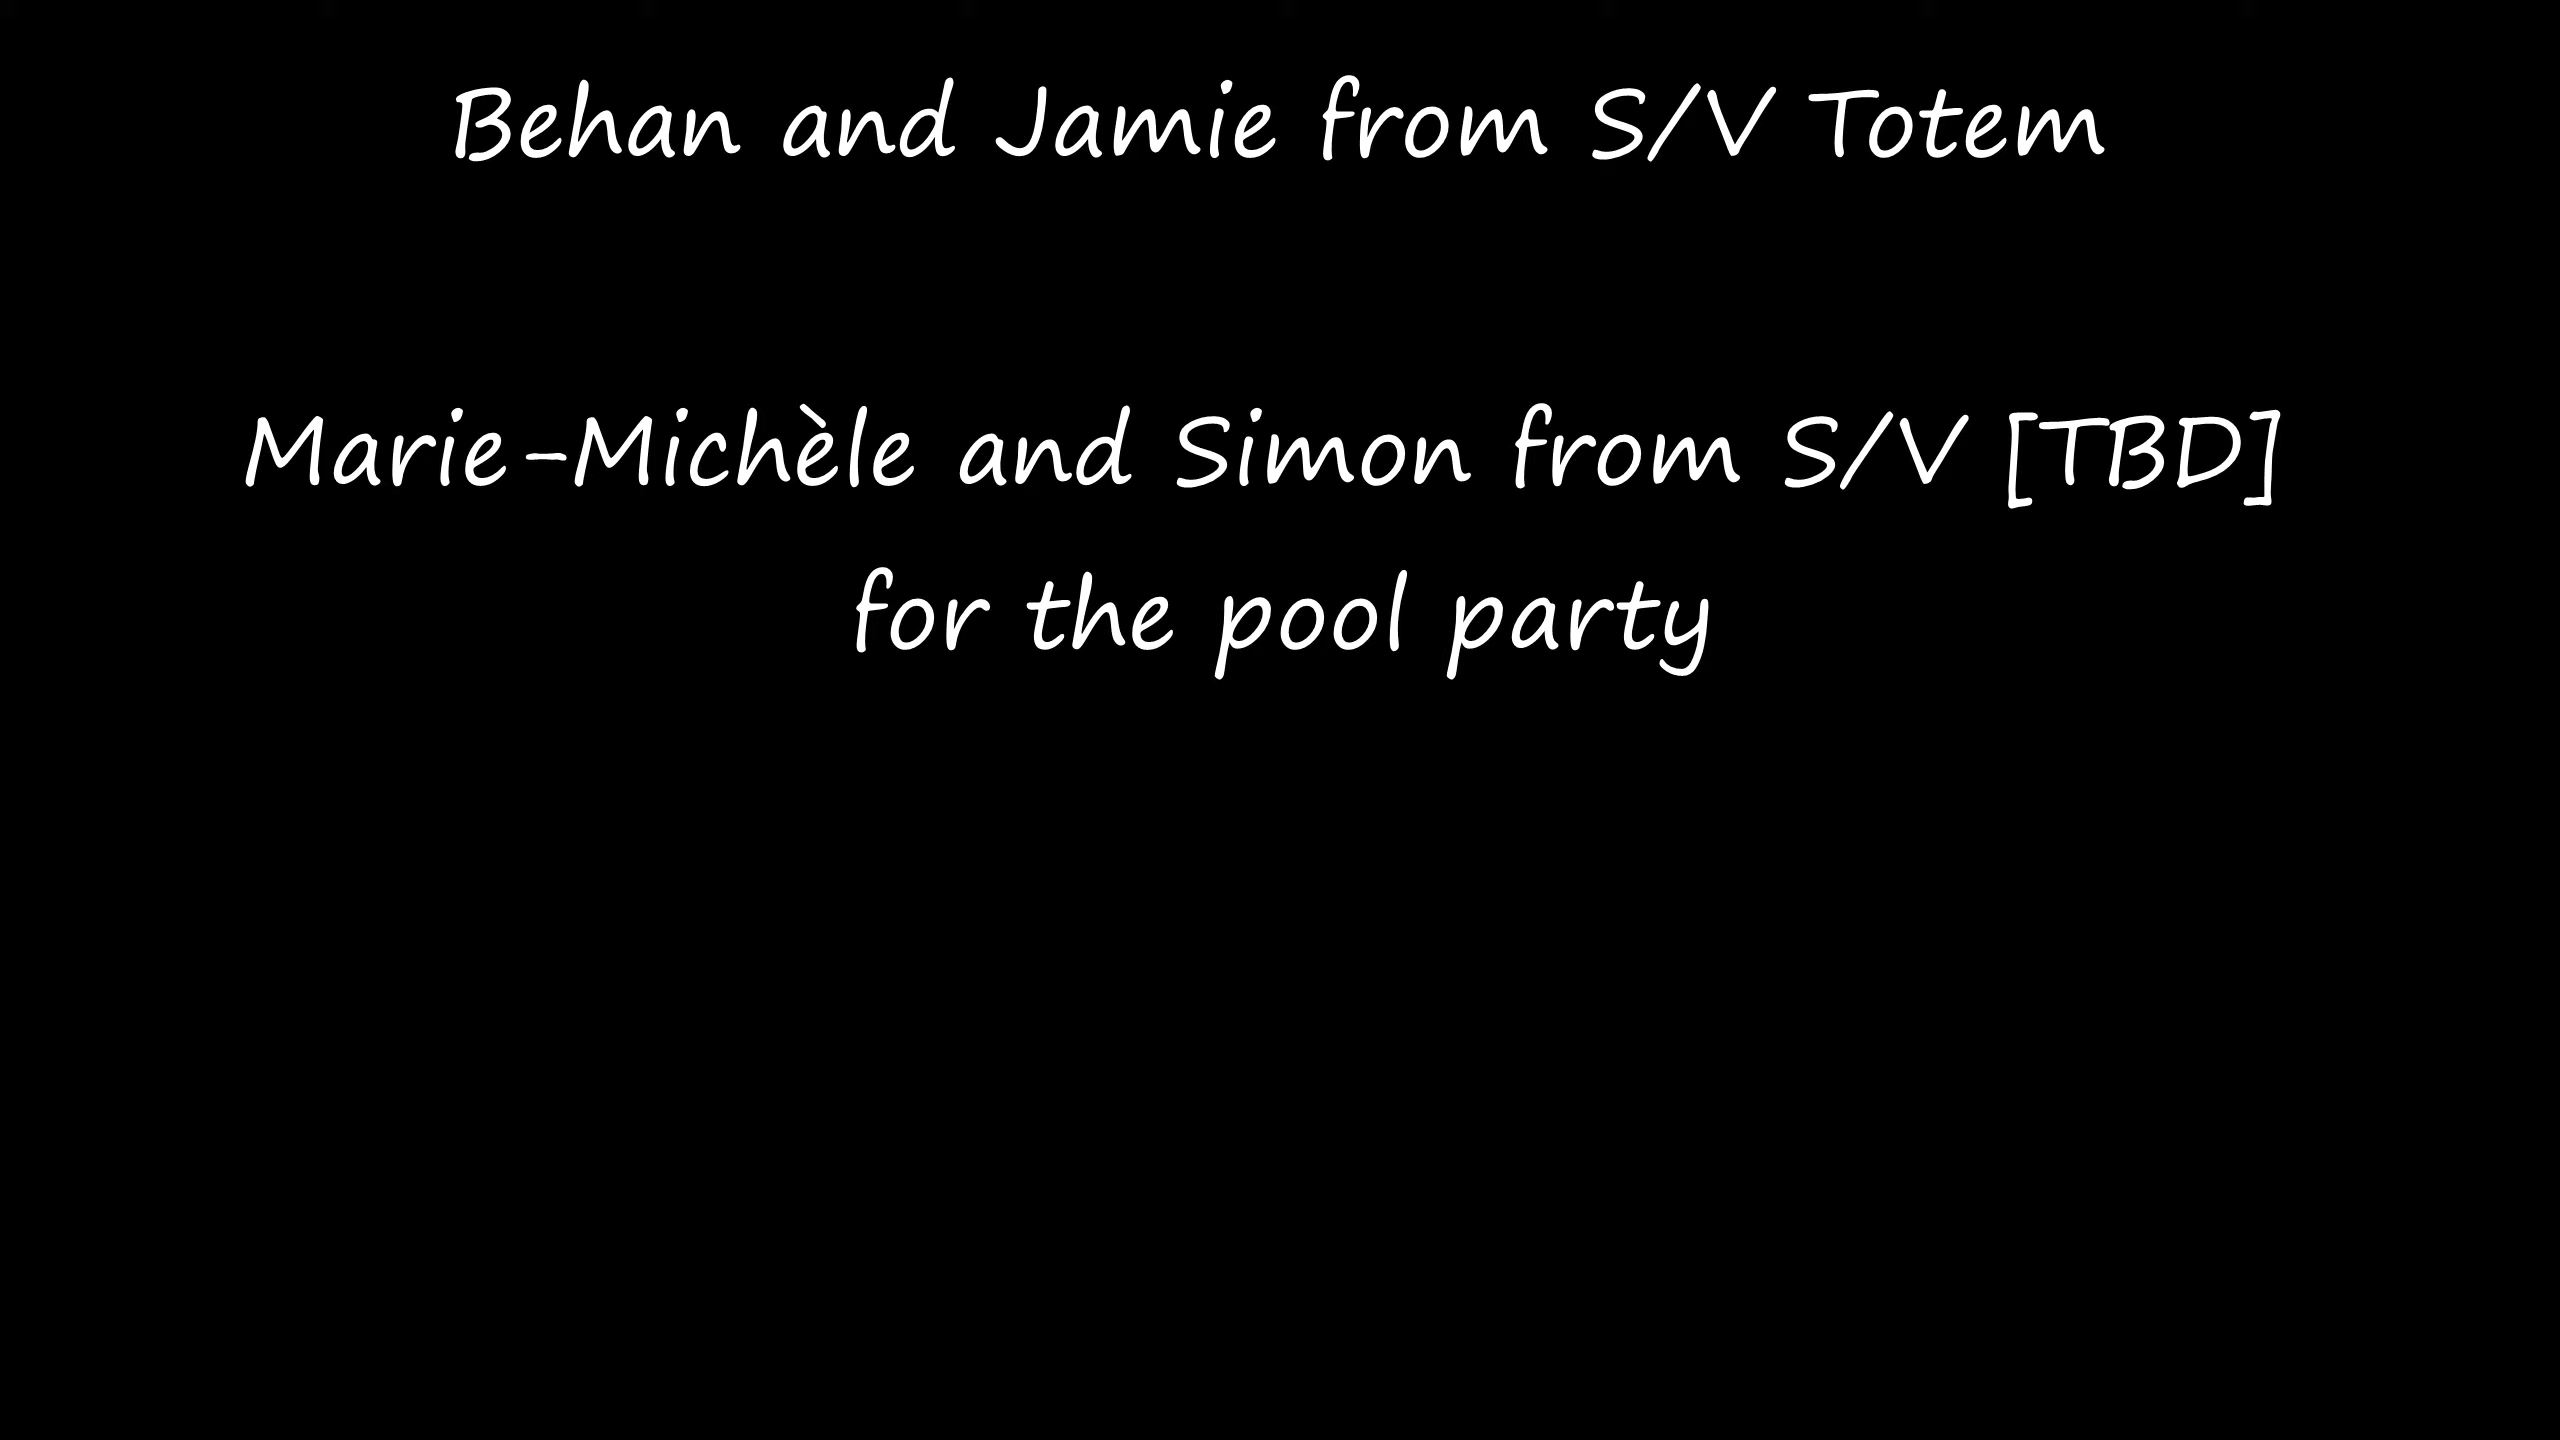 Behan and Jamie from S/V Totem
Marie-Michèle and Simon from S/V [TBD]
for the pool party